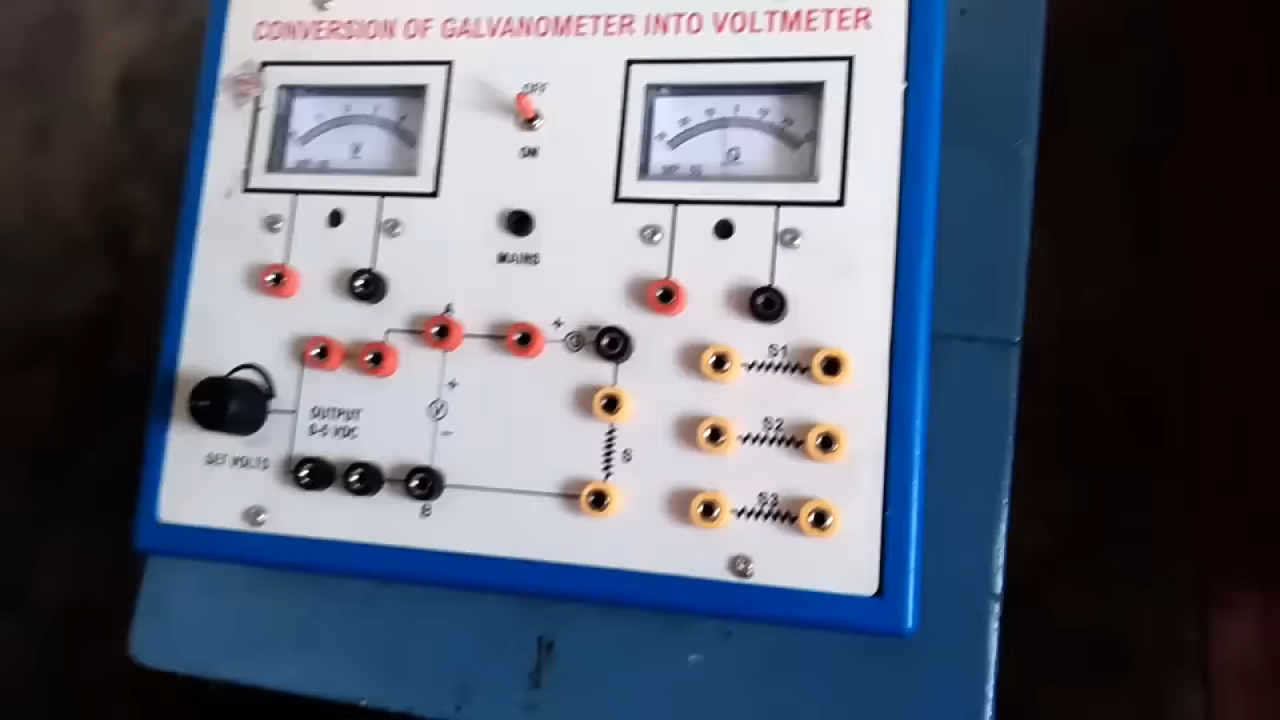 CONVERSION OF GALVANOMETER INTO VOLTMETER
OFF
ON
V
G
MAINS
A
+
G
-
S1
+
V
-
OUTPUT
0-5 VDC
S2
S
SET VOLTS
B
S3